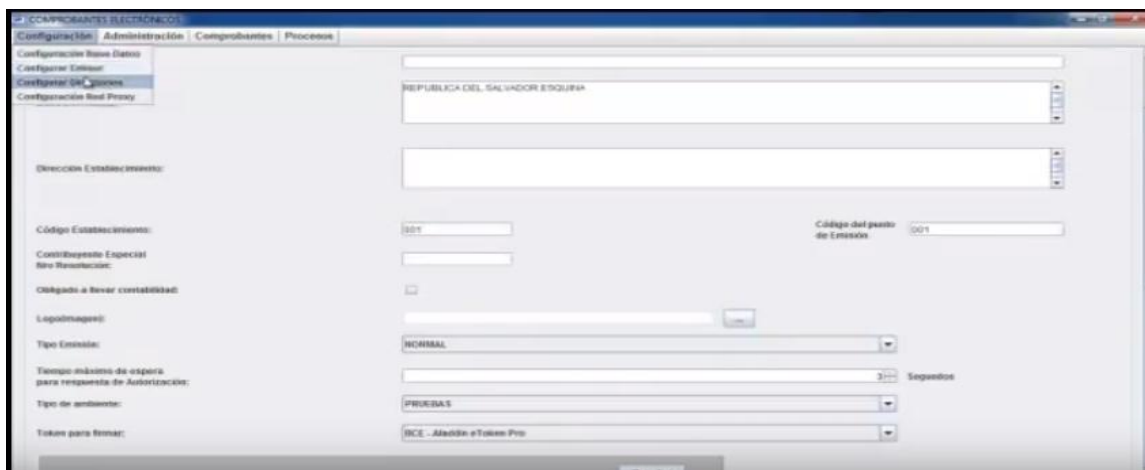 COMPROBANTES ELECTRÓNICOS
Configuración Administración Comprobantes Procesos
Configuración Base Datos
Configurar Emisor
Configurar Directorios
Configuración Red Proxy
REPUBLICA DEL SALVADOR ESQUINA
Dirección Establecimiento:
Código Establecimiento: 001
Código del punto
de Emisión 001
Contribuyente Especial
Nro Resolución:
Obligado a llevar contabilidad:
Logo(Imagen): ...
Tipo Emisión: NORMAL
Tiempo máximo de espera
para respuesta de Autorización: 3 Segundos
Tipo de ambiente: PRUEBAS
Token para firmar: BCE - Aladdin eToken Pro